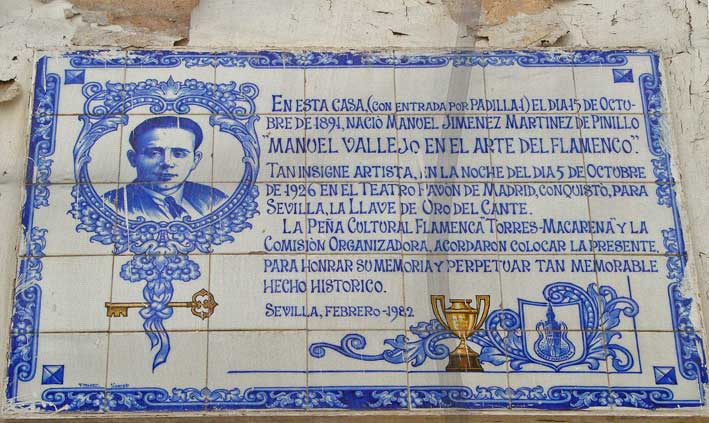 EN ESTA CASA, (CON ENTRADA POR PADILLA-1) EL DIA-15 DE OCTU-
BRE DE 1891, NACIÒ MANUEL JIMENEZ MARTINEZ DE PINILLO
"MANUEL VALLEJO EN EL ARTE DEL FLAMENCO".
TAN INSIGNE ARTISTA, EN LA NOCHE DEL DIA 5 DE OCTUBRE
DE 1926 EN EL TEATRO PAVON DE MADRID, CONQUISTÒ, PARA
SEVILLA, LA LLAVE DE ORO DEL CANTE.
LA PEÑA CULTURAL FLAMENCA "TORRES-MACARENA" Y LA
COMISIÒN ORGANIZADORA, ACORDARON COLOCAR LA PRESENTE,
PARA HONRAR SU MEMORIA Y PERPETUAR TAN MEMORABLE
HECHO HISTORICO.
SEVILLA, FEBRERO-1982